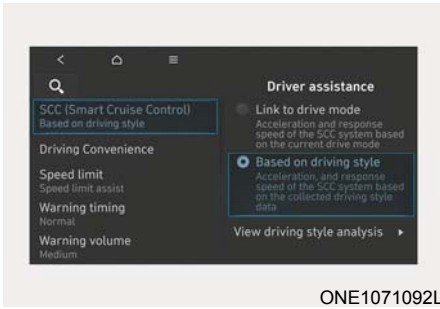 SCC (Smart Cruise Control)
Based on driving style
Driving Convenience
Speed limit
Speed limit assist
Warning timing
Normal
Warning volume
Medium
Driver assistance
Link to drive mode
Acceleration and response
speed of the SCC system based
on the current drive mode
Based on driving style
Acceleration, and response
speed of the SCC system based
on the collected driving style
data
View driving style analysis
ONE1071092L